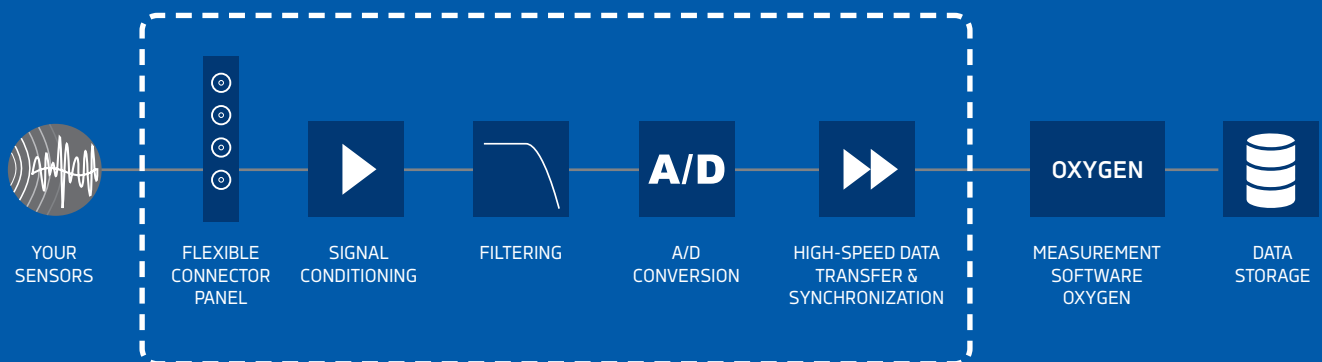 A/D
OXYGEN
YOUR
SENSORS
FLEXIBLE
CONNECTOR
PANEL
SIGNAL
CONDITIONING
FILTERING
A/D
CONVERSION
HIGH-SPEED DATA
TRANSFER &
SYNCHRONIZATION
MEASUREMENT
SOFTWARE
OXYGEN
DATA
STORAGE